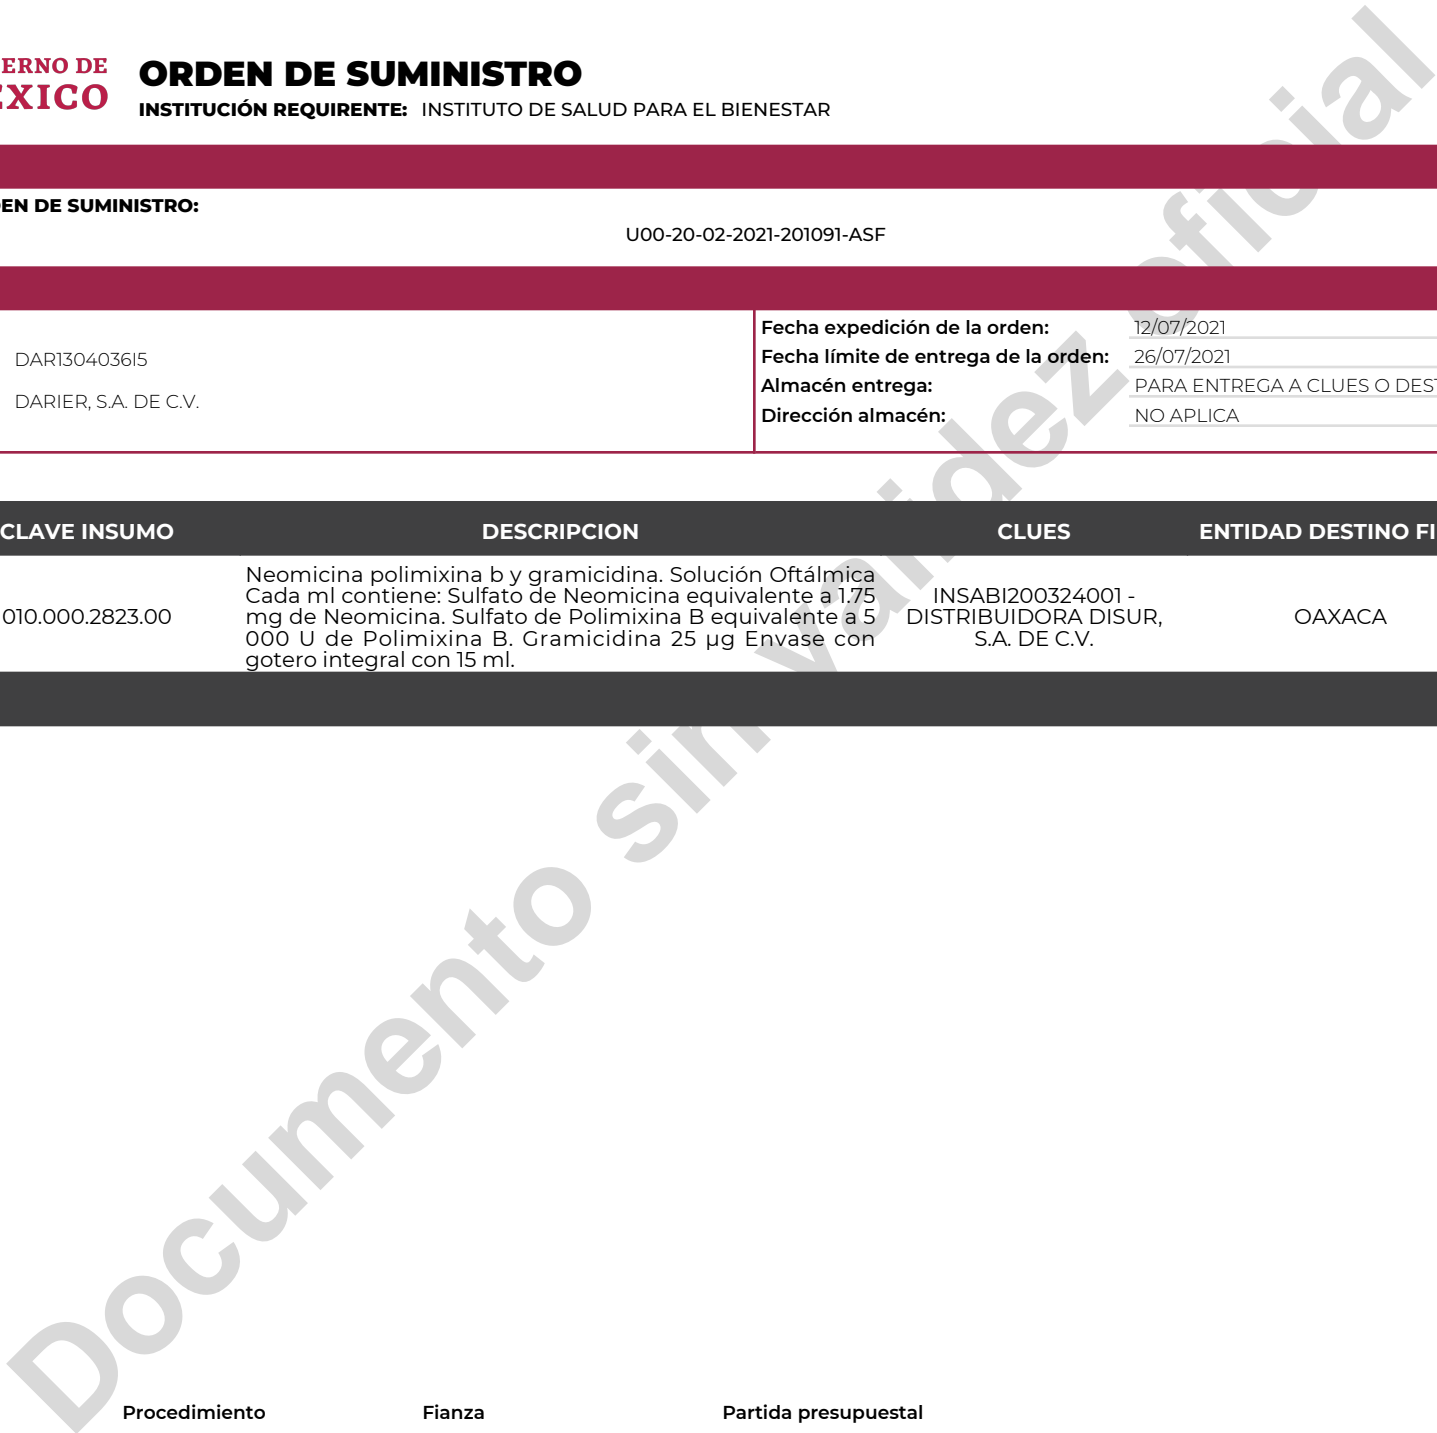 ERNO DE
EXICO
ORDEN DE SUMINISTRO
INSTITUCIÓN REQUIRENTE: INSTITUTO DE SALUD PARA EL BIENESTAR
EN DE SUMINISTRO:
U00-20-02-2021-201091-ASF
DAR1304036I5
DARIER, S.A. DE C.V.
Fecha expedición de la orden: 12/07/2021
Fecha límite de entrega de la orden: 26/07/2021
Almacén entrega: PARA ENTREGA A CLUES O DEST
Dirección almacén: NO APLICA
CLAVE INSUMO DESCRIPCION CLUES ENTIDAD DESTINO FI
010.000.2823.00
Neomicina polimixina b y gramicidina. Solución Oftálmica
Cada ml contiene: Sulfato de Neomicina equivalente a 1.75
mg de Neomicina. Sulfato de Polimixina B equivalente a 5
000 U de Polimixina B. Gramicidina 25 µg Envase con
gotero integral con 15 ml.
INSABI200324001 -
DISTRIBUIDORA DISUR,
S.A. DE C.V.
OAXACA
Documento sin validez oficial
Procedimiento Fianza Partida presupuestal